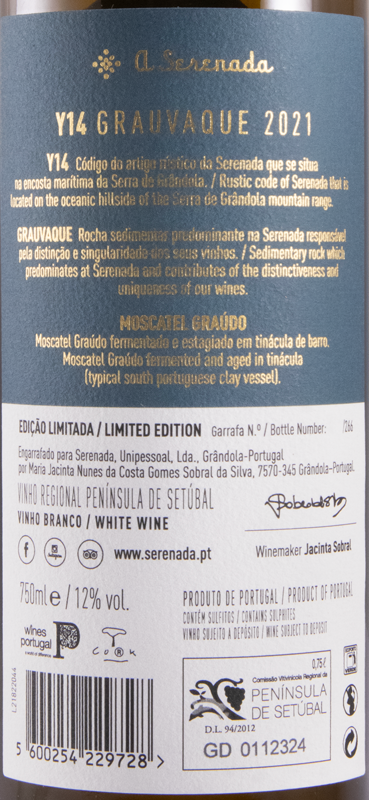 A Serenada
Y14 GRAUVAQUE 2021
Y14 Código do artigo rústico da Serenada que se situa
na encosta marítima da Serra de Grândola. / Rustic code of Serenada that is
located on the oceanic hillside of the Serra de Grândola mountain range.
GRAUVAQUE Rocha sedimentar predominante na Serenada responsável
pela distinção e singularidade dos seus vinhos. / Sedimentary rock which
predominates at Serenada and contributes of the distinctiveness and
uniqueness of our wines.
MOSCATEL GRAÚDO
Moscatel Graúdo fermentado e estagiado em tinácula de barro.
Moscatel Graúdo fermented and aged in tinácula
(typical south portuguese clay vessel).
EDIÇÃO LIMITADA / LIMITED EDITION Garrafa N.º / Bottle Number: /266
Engarrafado para Serenada, Unipessoal, Lda., Grândola-Portugal
por Maria Jacinta Nunes da Costa Gomes Sobral da Silva, 7570-345 Grândola-Portugal
VINHO REGIONAL PENÍNSULA DE SETÚBAL
VINHO BRANCO / WHITE WINE
www.serenada.pt
Winemaker Jacinta Sobral
750ml e / 12% vol.
PRODUTO DE PORTUGAL / PRODUCT OF PORTUGAL
CONTÉM SULFITOS / CONTAINS SULPHITES
VINHO SUJEITO A DEPÓSITO / WINE SUBJECT TO DEPOSIT
wines
portugal
CORK
L21822044
5 600254 229728 >
0,75 ℓ
Comissão Vitivinícola Regional da
PENÍNSULA
DE SETÚBAL
D.L. 94/2012
GD 0112324